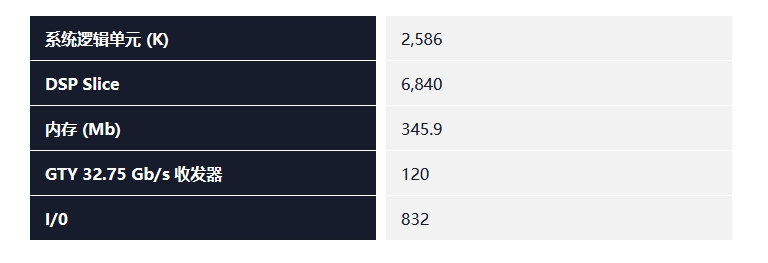 系统逻辑单元 (K) 2,586
DSP Slice 6,840
内存 (Mb) 345.9
GTY 32.75 Gb/s 收发器 120
I/0 832